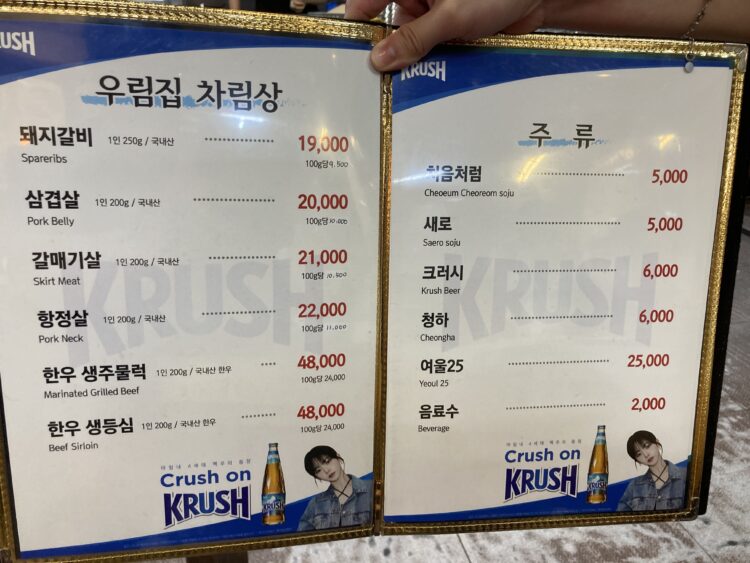 KRUSH
우림집 차림상
돼지갈비 1인 250g / 국내산 19,000
Spareribs 100g당 9,500
삼겹살 1인 200g / 국내산 20,000
Pork Belly 100g당 10,000
갈매기살 1인 200g / 국내산 21,000
Skirt Meat 100g당 10,500
항정살 1인 200g / 국내산 22,000
Pork Neck 100g당 11,000
한우 생주물럭 1인 200g / 국내산 한우 48,000
Marinated Grilled Beef 100g당 24,000
한우 생등심 1인 200g / 국내산 한우 48,000
Beef Sirloin 100g당 24,000
KRUSH
Crush on
KRUSH
KRUSH
KRUSH
주 류
처음처럼 5,000
Cheoeum Cheoreom soju
새로 5,000
Saero soju
크러시 6,000
Krush Beer
청하 6,000
Cheongha
여울25 25,000
Yeoul 25
음료수 2,000
Beverage
KRUSH
Crush on
KRUSH